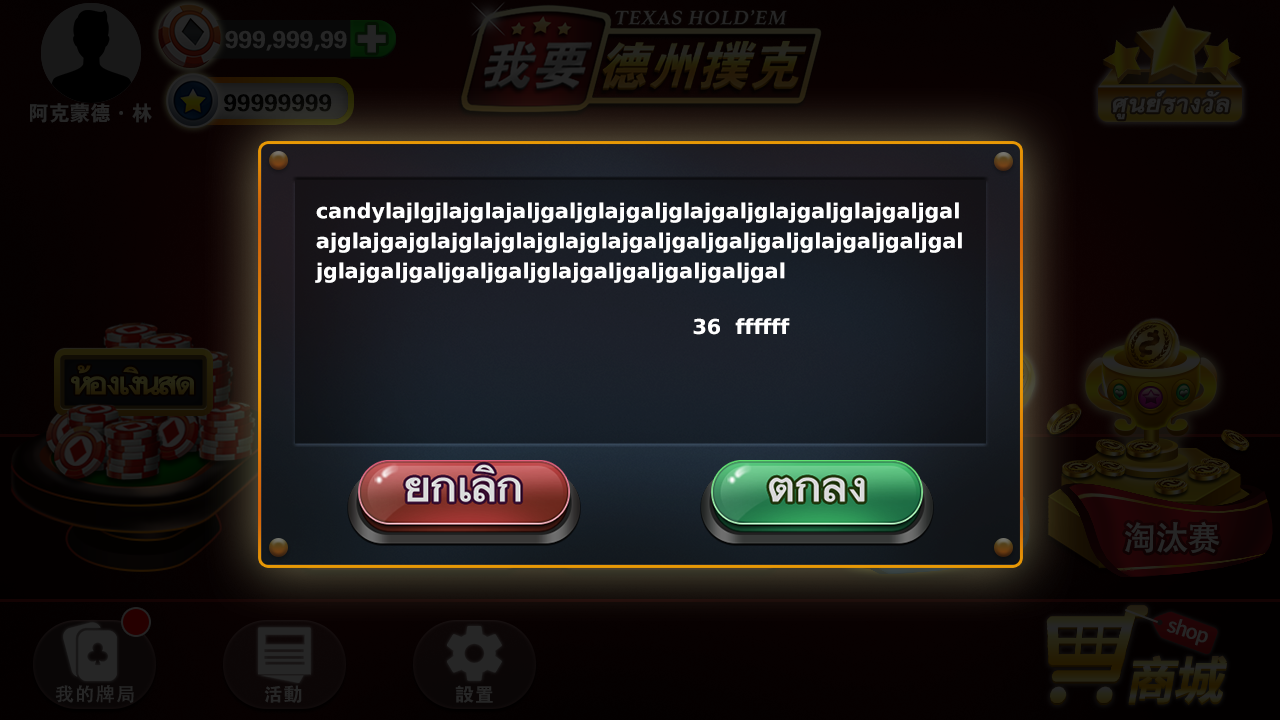 阿克蒙德·林
999,999,99
99999999
TEXAS HOLD'EM
我要德州撲克
ศูนย์รางวัล
candylajlgjlajglajaljgaljglajgaljglajgaljglajgaljglajgaljgal
ajglajgajglajglajglajglajglajgaljgaljgaljgaljglajgaljgaljgal
jglajgaljgaljgaljgaljglajgaljgaljgaljgaljgal
36 ffffff
ยกเลิก
ตกลง
ห้องเงินสด
淘汰赛
我的牌局
活動
設置
shop
商城